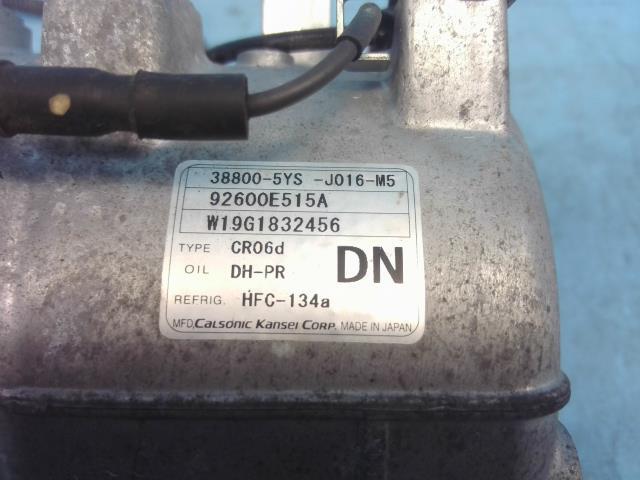 38800-5YS -J016-M5
92600E515A
W19G1832456
TYPE CR06d
OIL DH-PR
DN
REFRIG. HFC-134a
MFD,CALSONIC KANSEI CORP. MADE IN JAPAN